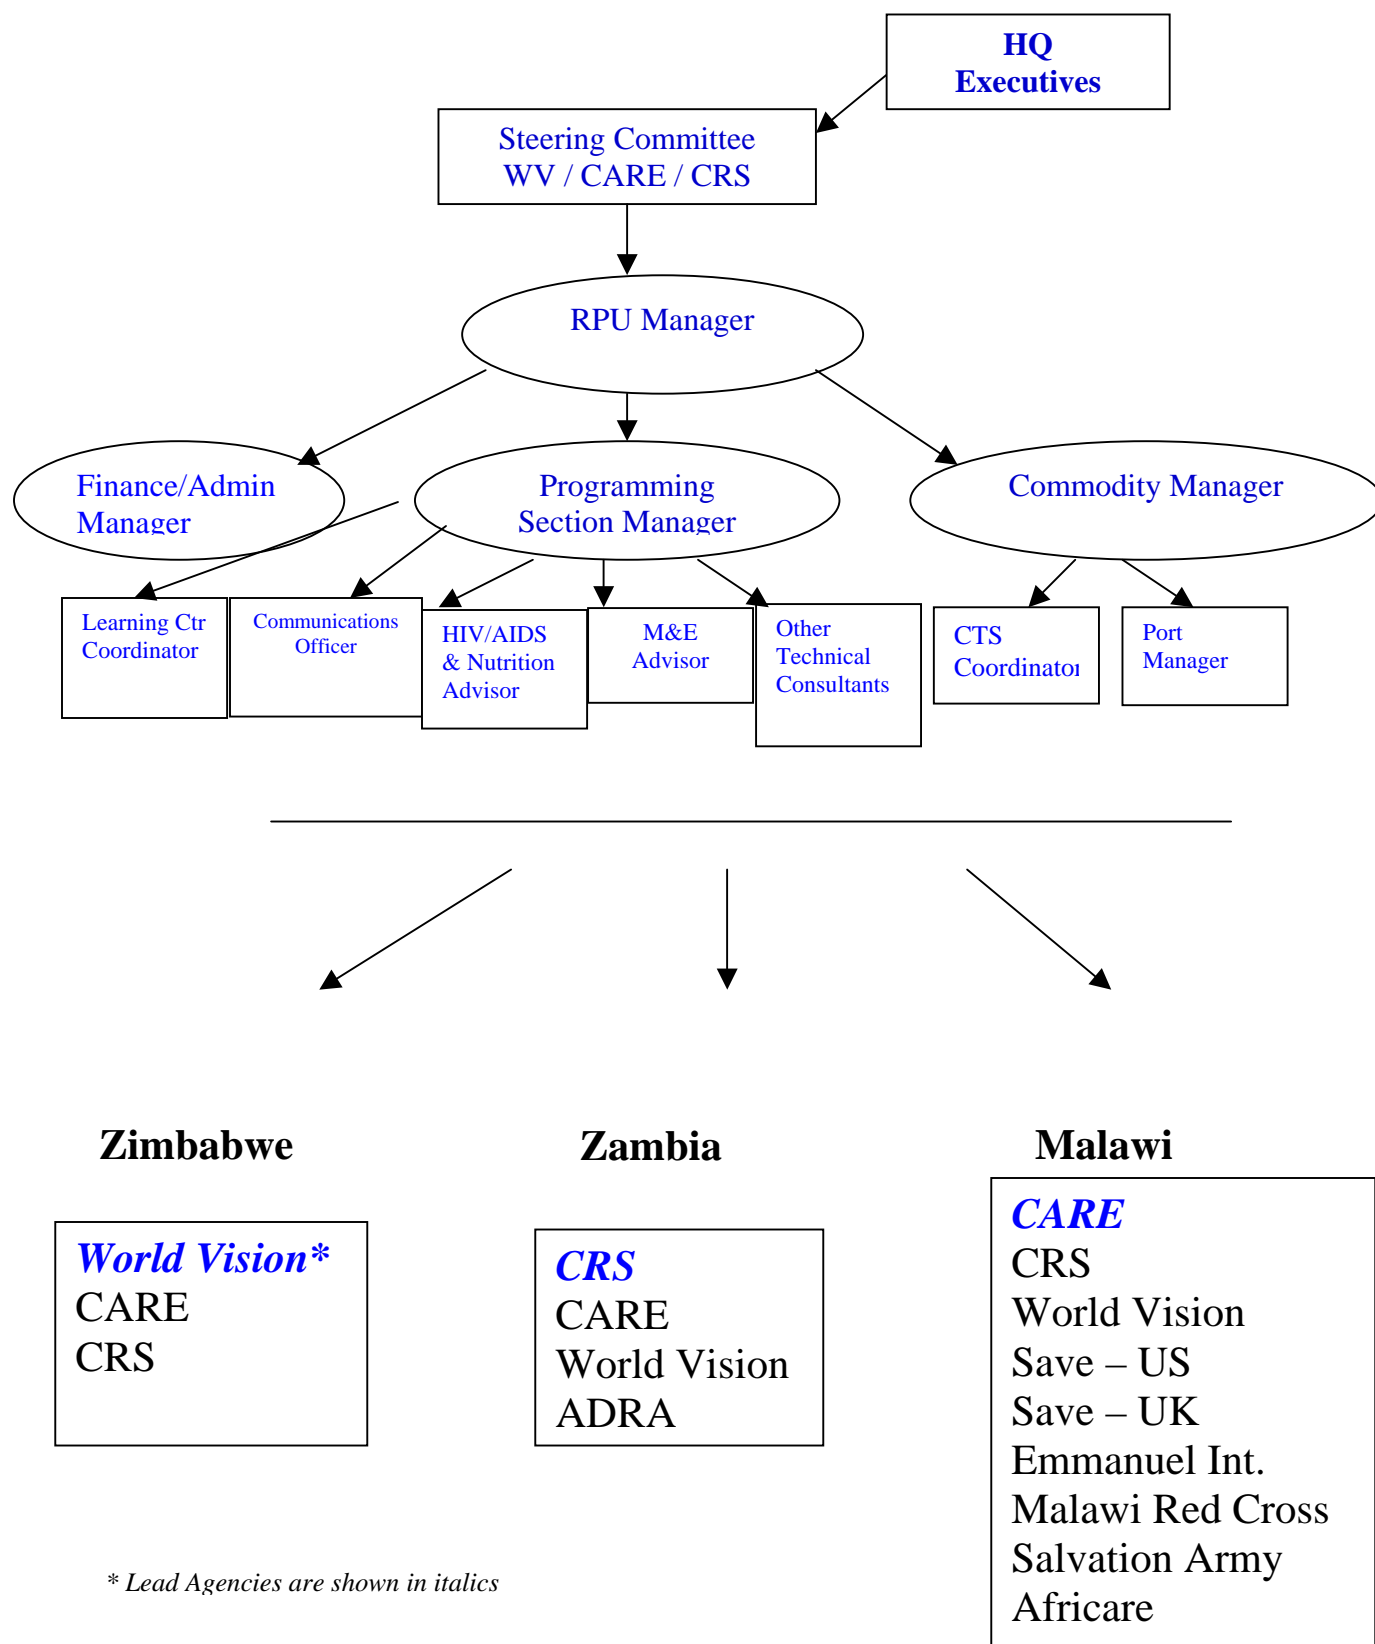 HQ
Executives
Steering Committee
WV / CARE / CRS
RPU Manager
Finance/Admin
Manager
Programming
Section Manager
Commodity Manager
Learning Ctr
Coordinator
Communications
Officer
HIV/AIDS
& Nutrition
Advisor
M&E
Advisor
Other
Technical
Consultants
CTS
Coordinator
Port
Manager
Zimbabwe
World Vision*
CARE
CRS
Zambia
CRS
CARE
World Vision
ADRA
Malawi
CARE
CRS
World Vision
Save – US
Save – UK
Emmanuel Int.
Malawi Red Cross
Salvation Army
Africare
* Lead Agencies are shown in italics